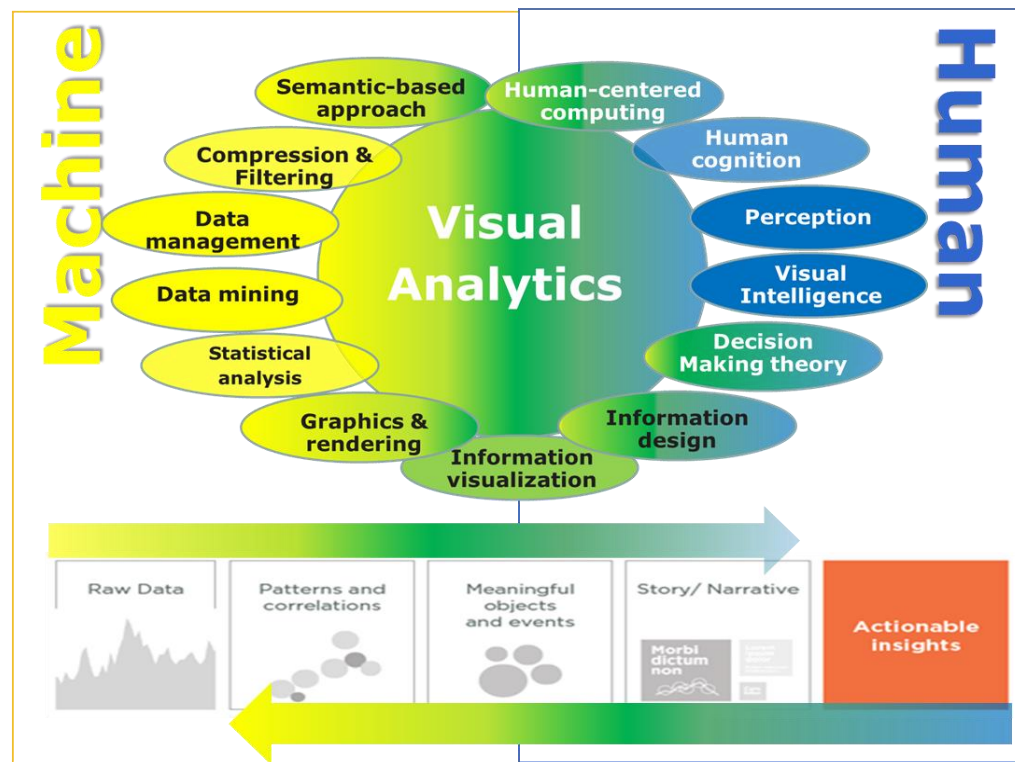 Machine
Human
Semantic-based
approach
Human-centered
computing
Compression &
Filtering
Human
cognition
Data
management
Perception
Visual
Analytics
Data mining
Visual
Intelligence
Statistical
analysis
Decision
Making theory
Graphics &
rendering
Information
design
Information
visualization
Raw Data
Patterns and
correlations
Meaningful
objects
and events
Story/ Narrative
Morbi
dictum
non
Actionable
insights